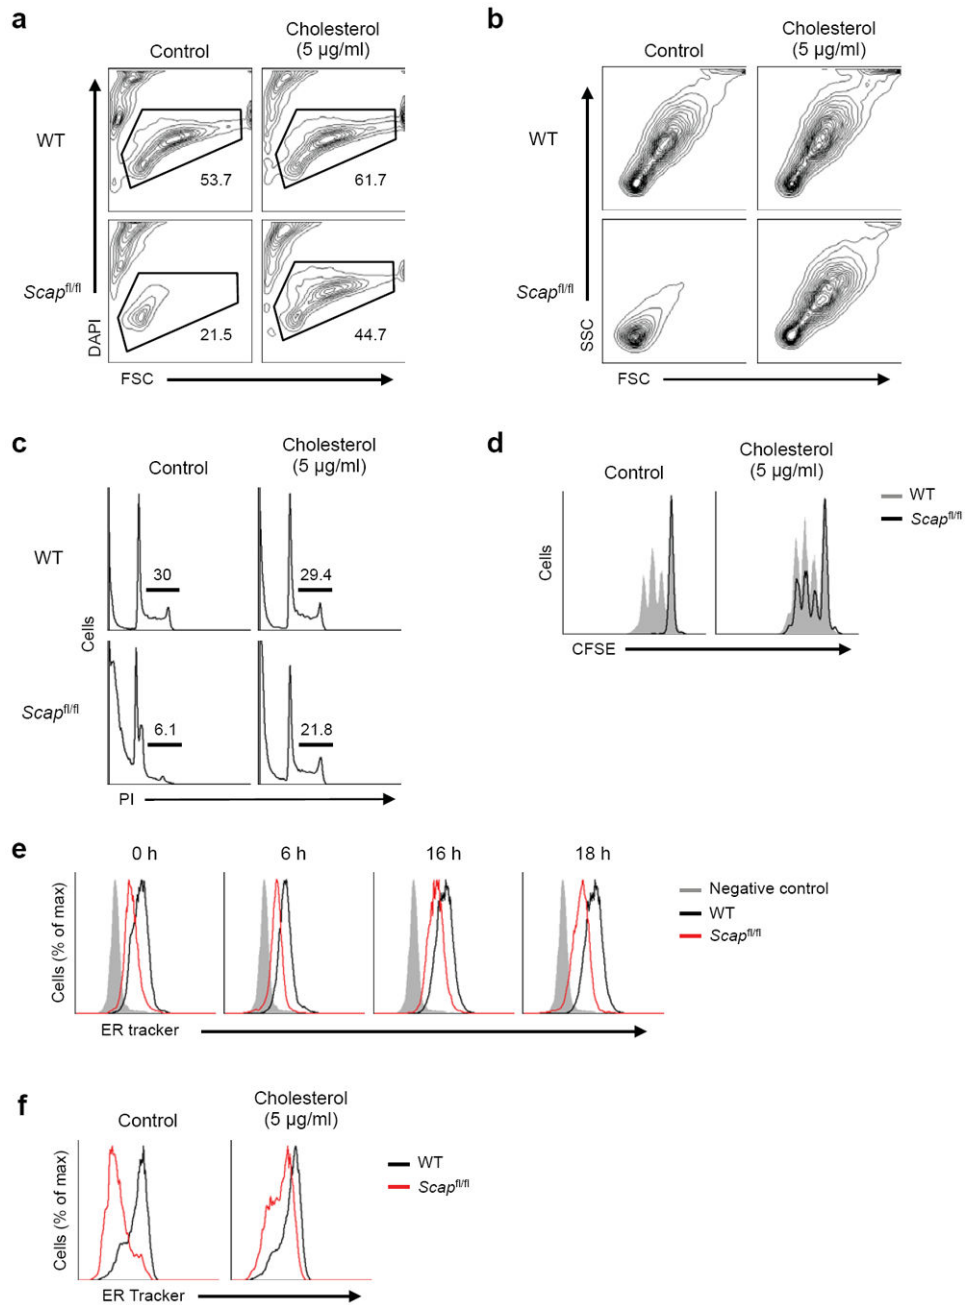 a
Control
Cholesterol
(5 µg/ml)
WT
53.7
61.7
Scapfl/fl
21.5
44.7
DAPI
FSC
b
Control
Cholesterol
(5 µg/ml)
WT
Scapfl/fl
SSC
FSC
c
Control
Cholesterol
(5 µg/ml)
WT
30
29.4
Cells
Scapfl/fl
6.1
21.8
PI
d
Control
Cholesterol
(5 µg/ml)
WT
Scapfl/fl
Cells
CFSE
e
0 h
6 h
16 h
18 h
Cells (% of max)
Negative control
WT
Scapfl/fl
ER tracker
f
Control
Cholesterol
(5 µg/ml)
Cells (% of max)
WT
Scapfl/fl
ER Tracker